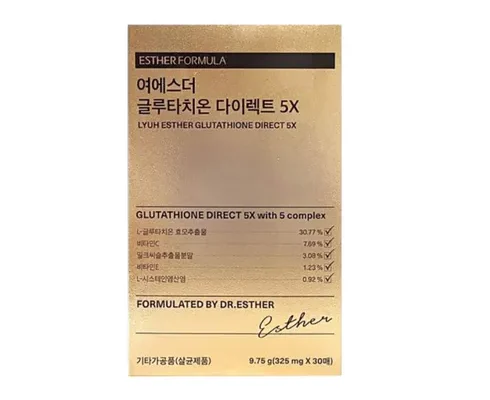 ESTHER FORMULA
여에스더
글루타치온 다이렉트 5X
LYUH ESTHER GLUTATHIONE DIRECT 5X
GLUTATHIONE DIRECT 5X with 5 complex
L-글루타치온 효모추출물 30.77 %
비타민C 7.69 %
밀크씨슬추출물분말 3.08 %
비타민E 1.23 %
L-시스테인염산염 0.92 %
FORMULATED BY DR.ESTHER
Esther
기타가공품(살균제품) 9.75 g(325 mg X 30매)